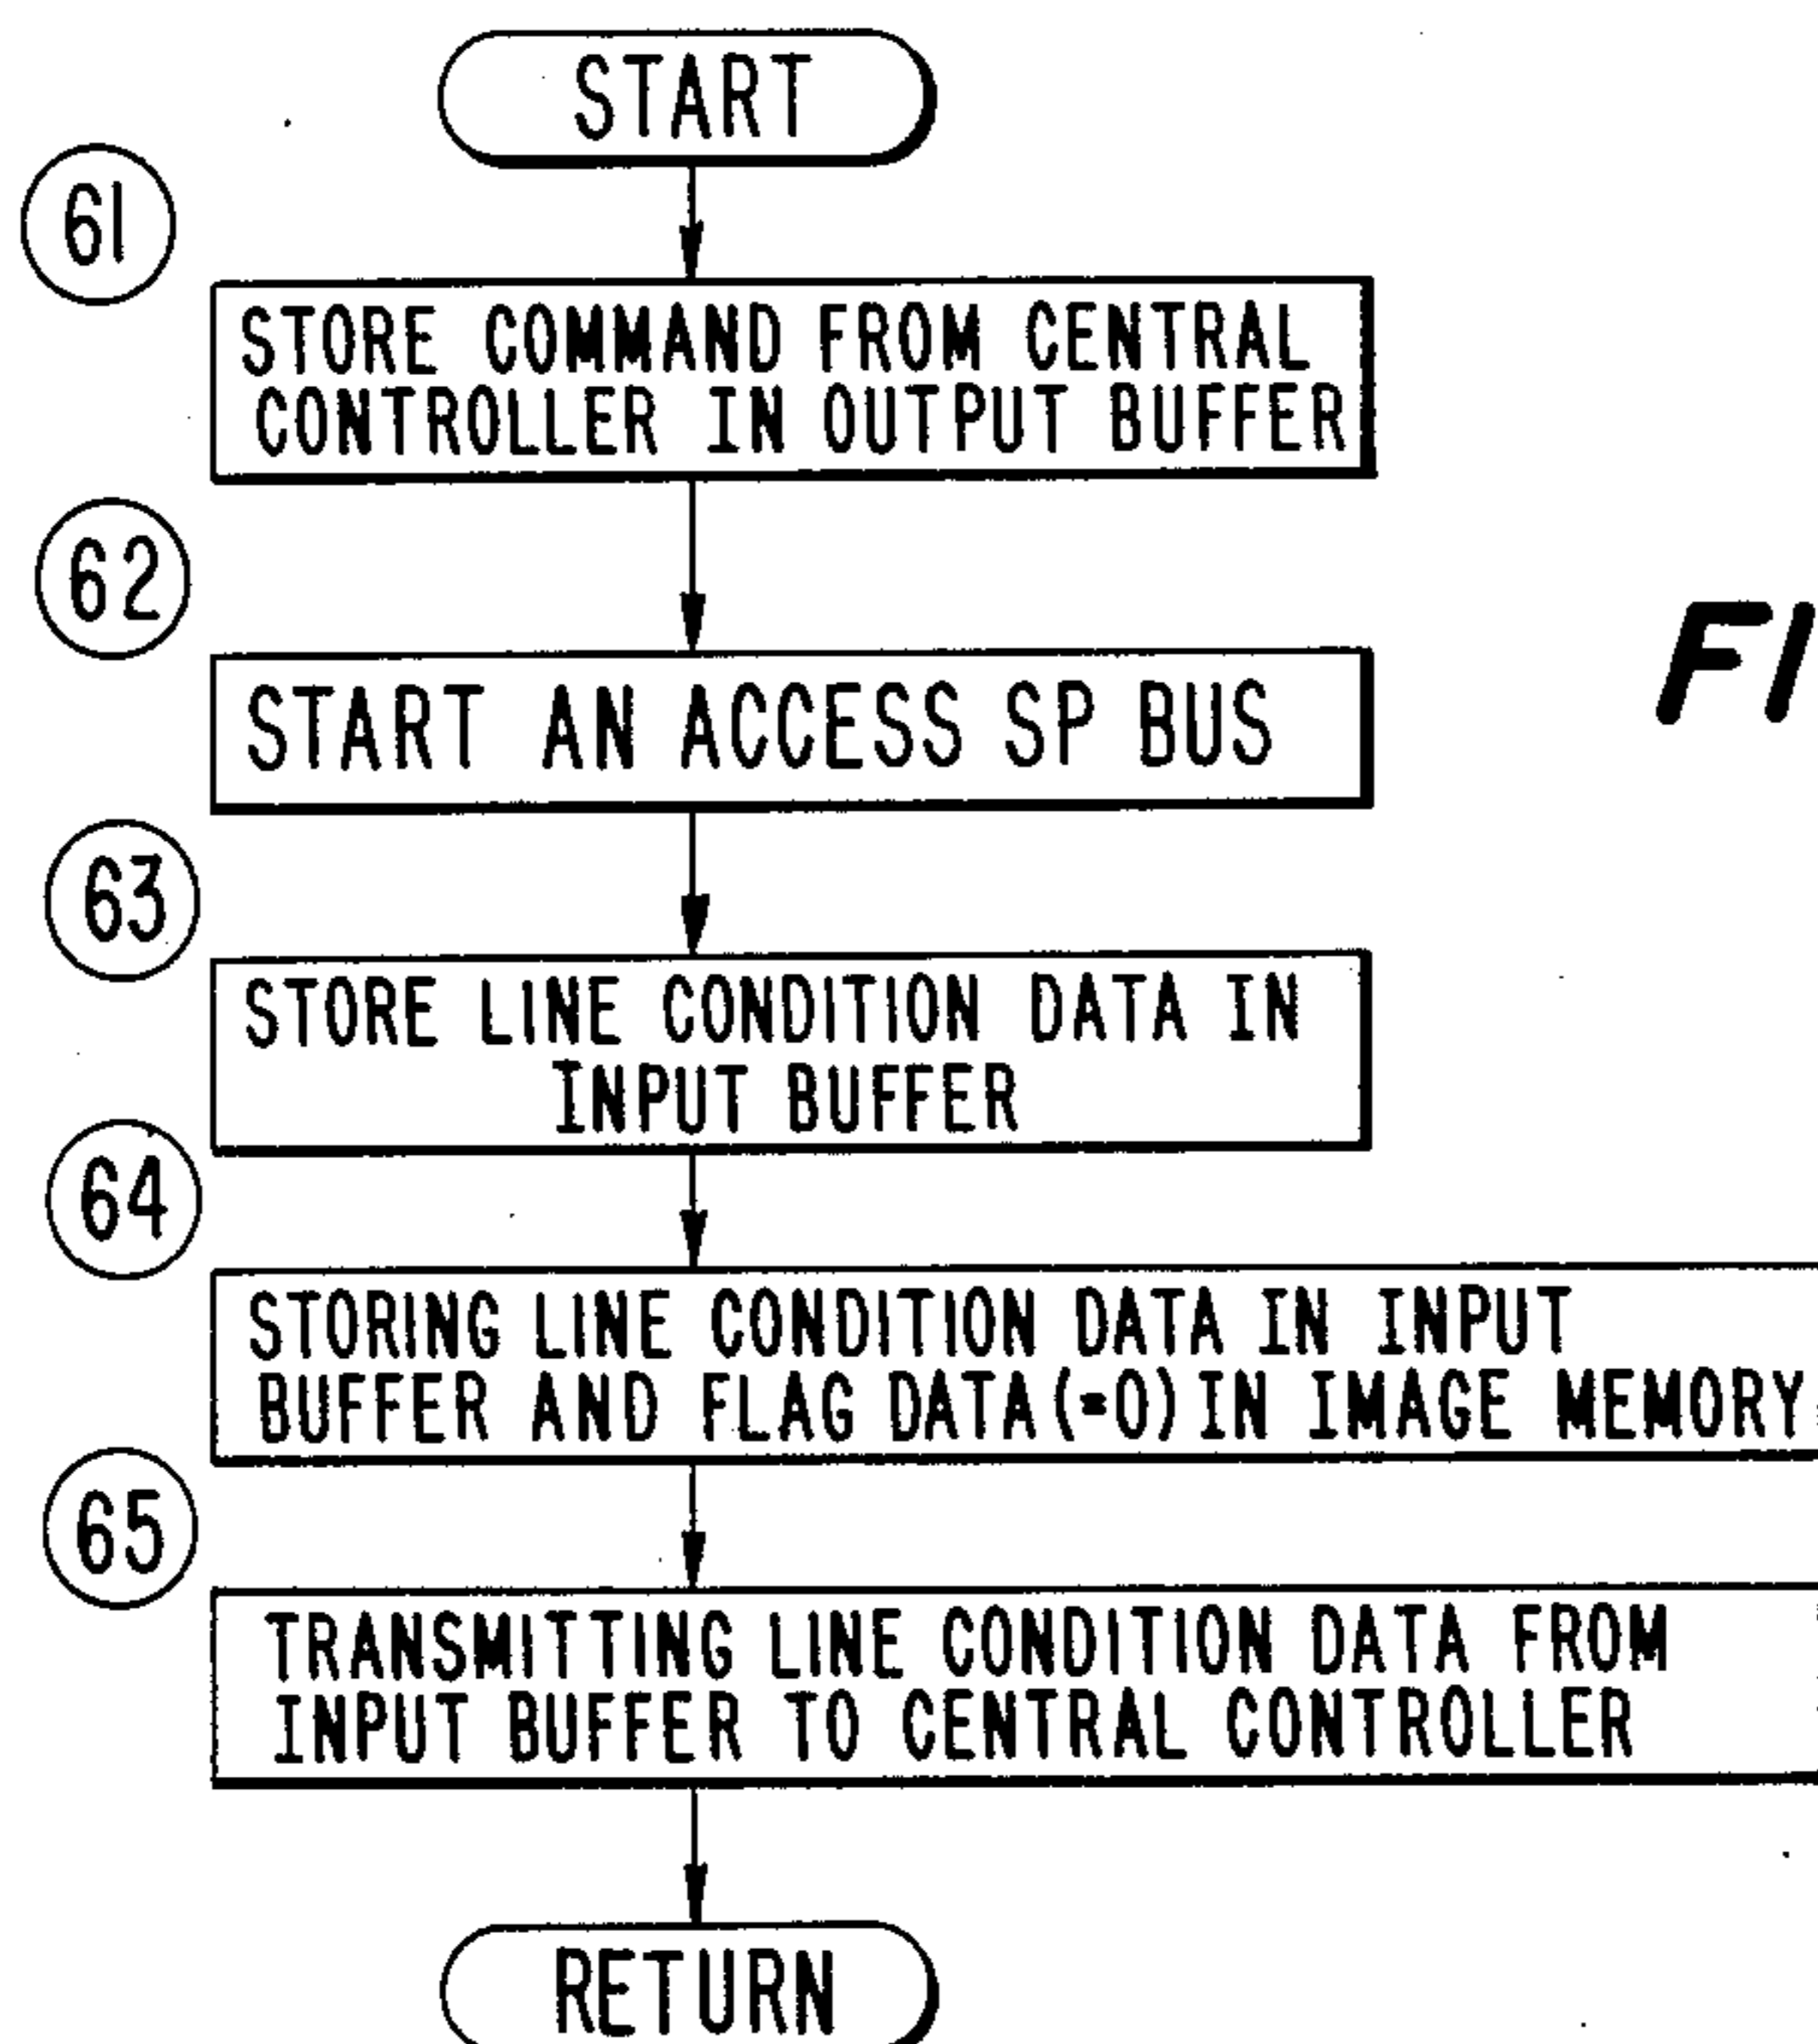 START
61
STORE COMMAND FROM CENTRAL
CONTROLLER IN OUTPUT BUFFER
62
START AN ACCESS SP BUS
FI
63
STORE LINE CONDITION DATA IN
INPUT BUFFER
64
STORING LINE CONDITION DATA IN INPUT
BUFFER AND FLAG DATA(=0) IN IMAGE MEMORY
65
TRANSMITTING LINE CONDITION DATA FROM
INPUT BUFFER TO CENTRAL CONTROLLER
RETURN